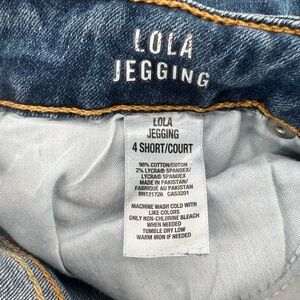 LOLA
JEGGING
LOLA
JEGGING
4 SHORT/COURT
98% COTTON/COTON
2% LYCRA® SPANDEX/
LYCRA® SPANDEX
MADE IN PAKISTAN/
FABRIQUÉ AU PAKISTAN
RN121726 CA53201
MACHINE WASH COLD WITH
LIKE COLORS
ONLY NON-CHLORINE BLEACH
WHEN NEEDED
TUMBLE DRY LOW
WARM IRON IF NEEDED